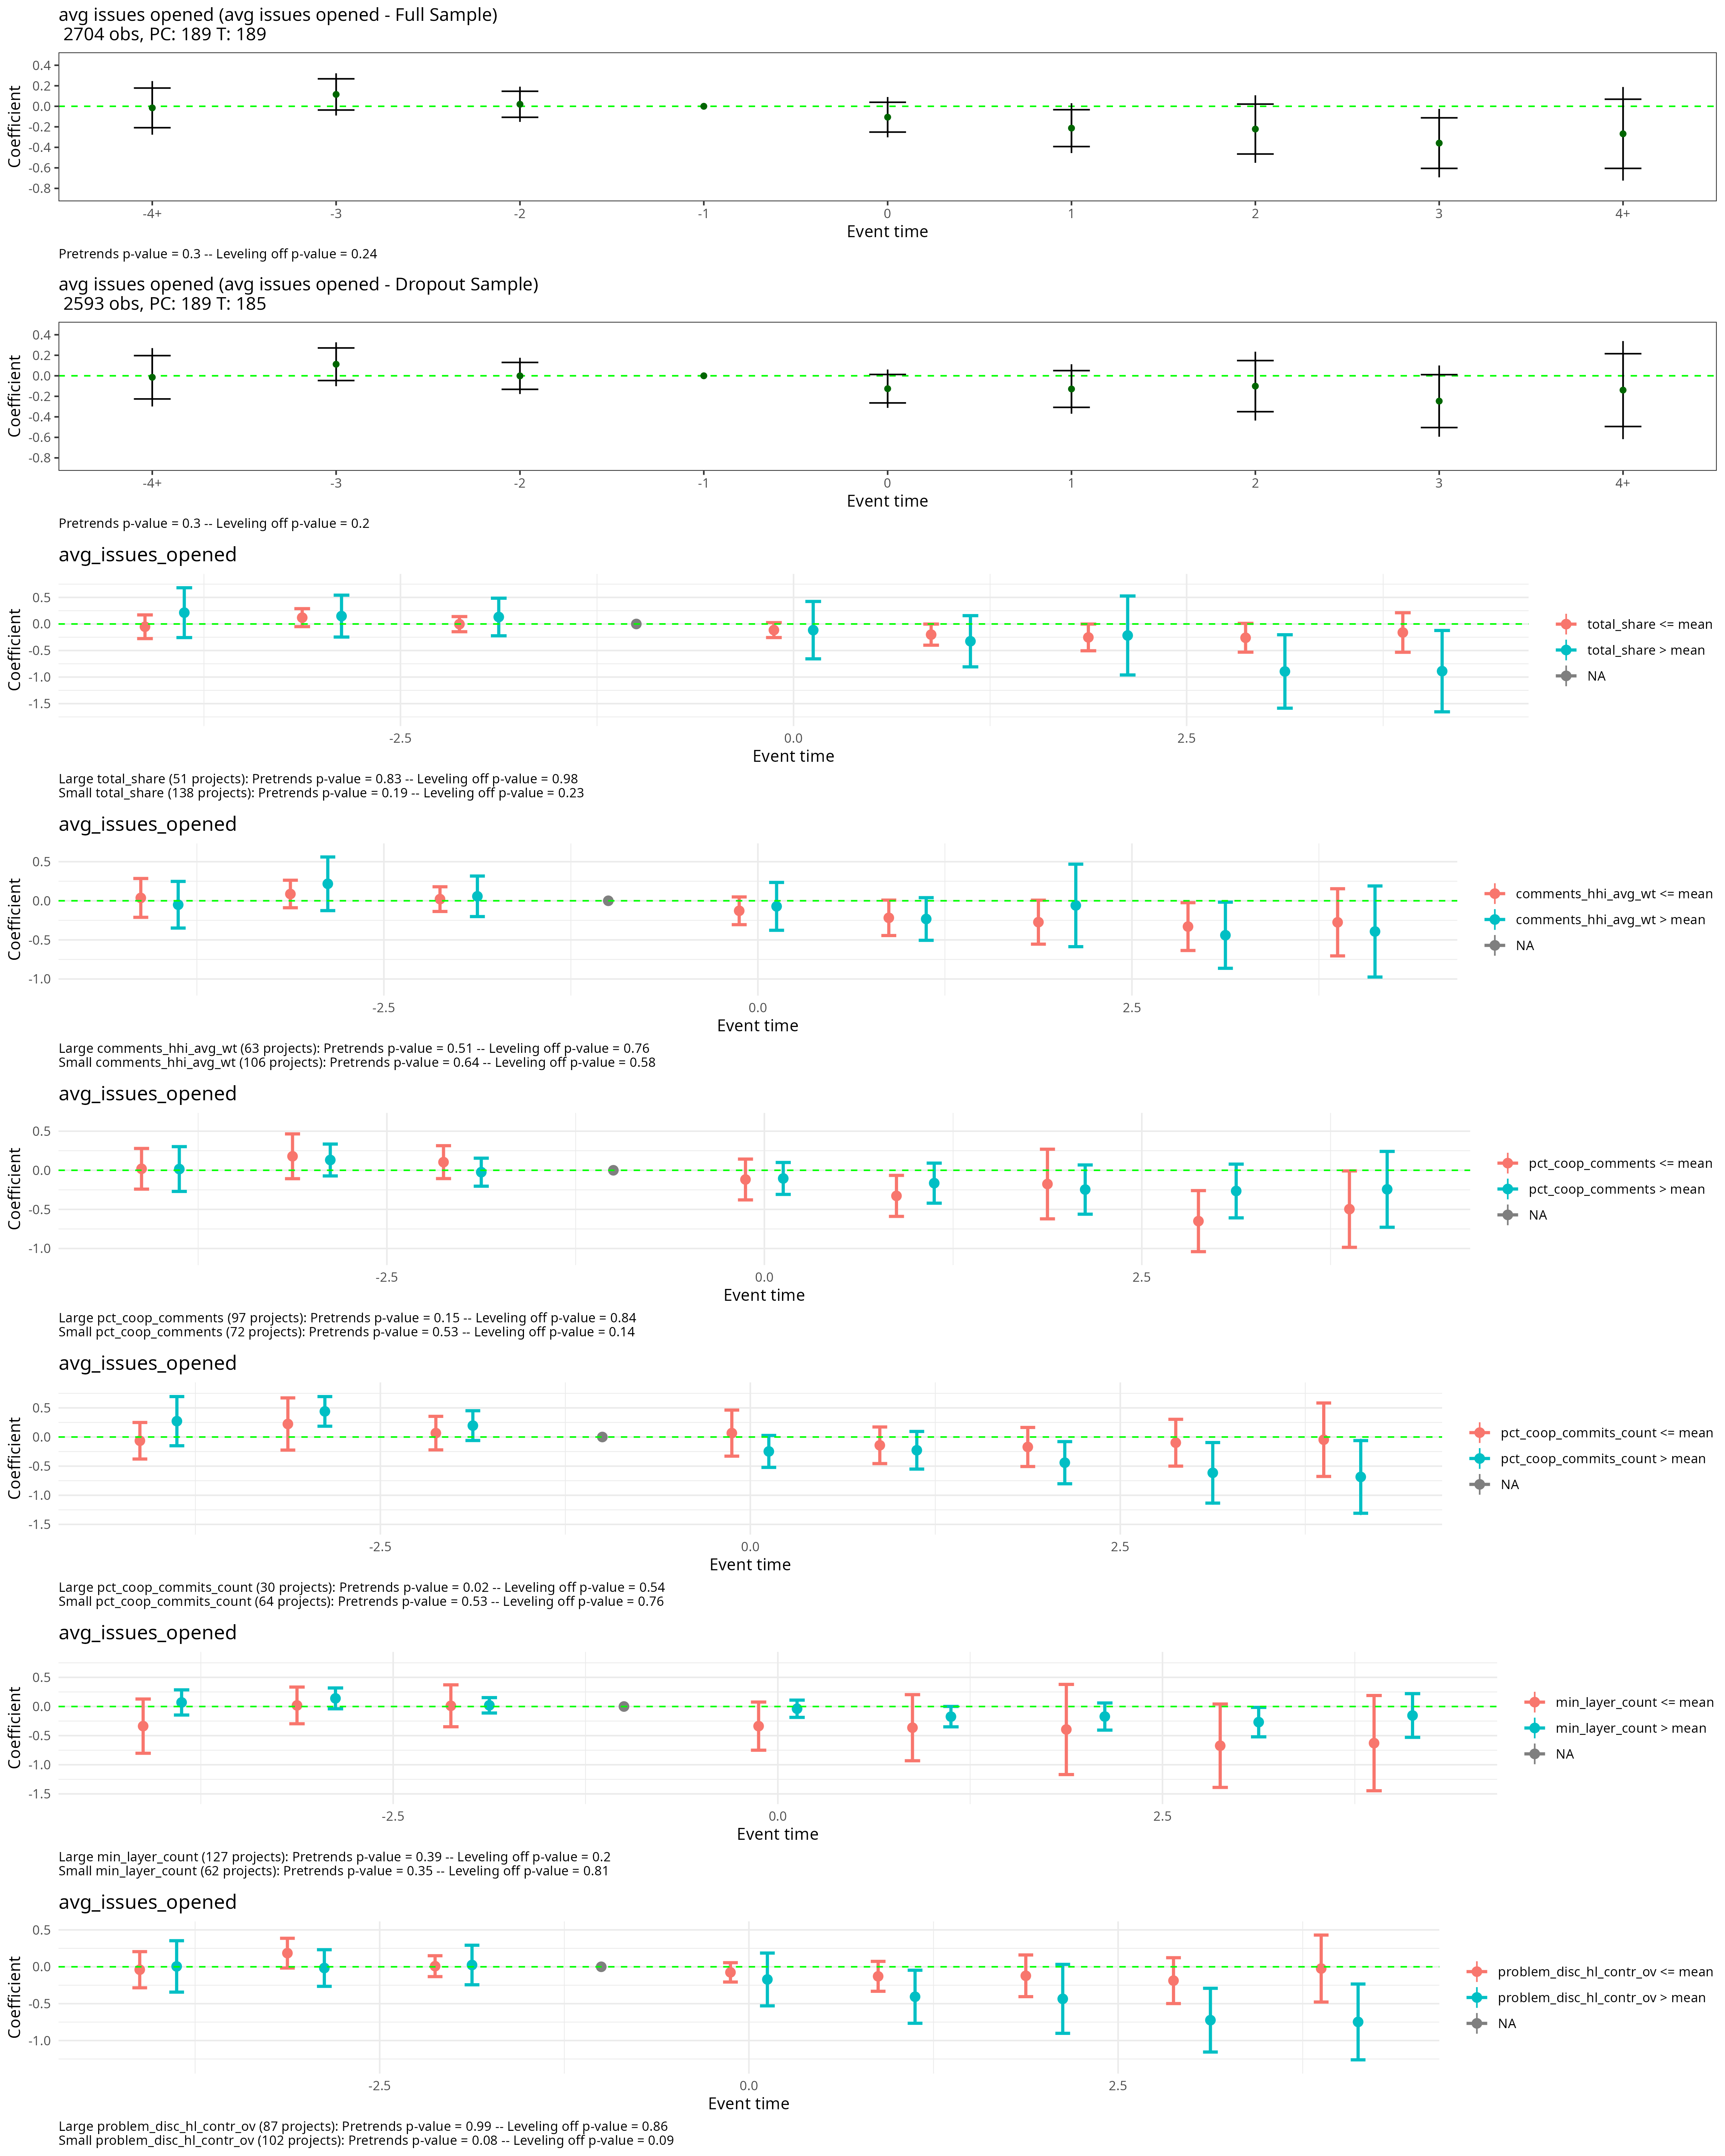 avg issues opened (avg issues opened - Full Sample)
2704 obs, PC: 189 T: 189
Coefficient
0.4
0.2
0.0
-0.2
-0.4
-0.6
-0.8
-4+ -3 -2 -1 0 1 2 3 4+
Event time
Pretrends p-value = 0.3 -- Leveling off p-value = 0.24
avg issues opened (avg issues opened - Dropout Sample)
2593 obs, PC: 189 T: 185
Coefficient
0.4
0.2
0.0
-0.2
-0.4
-0.6
-0.8
-4+ -3 -2 -1 0 1 2 3 4+
Event time
Pretrends p-value = 0.3 -- Leveling off p-value = 0.2
avg_issues_opened
Coefficient
0.5
0.0
-0.5
-1.0
-1.5
-2.5 0.0 2.5
Event time
total_share <= mean
total_share > mean
NA
Large total_share (51 projects): Pretrends p-value = 0.83 -- Leveling off p-value = 0.98
Small total_share (138 projects): Pretrends p-value = 0.19 -- Leveling off p-value = 0.23
avg_issues_opened
Coefficient
0.5
0.0
-0.5
-1.0
-2.5 0.0 2.5
Event time
comments_hhi_avg_wt <= mean
comments_hhi_avg_wt > mean
NA
Large comments_hhi_avg_wt (63 projects): Pretrends p-value = 0.51 -- Leveling off p-value = 0.76
Small comments_hhi_avg_wt (106 projects): Pretrends p-value = 0.64 -- Leveling off p-value = 0.58
avg_issues_opened
Coefficient
0.5
0.0
-0.5
-1.0
-2.5 0.0 2.5
Event time
pct_coop_comments <= mean
pct_coop_comments > mean
NA
Large pct_coop_comments (97 projects): Pretrends p-value = 0.15 -- Leveling off p-value = 0.84
Small pct_coop_comments (72 projects): Pretrends p-value = 0.53 -- Leveling off p-value = 0.14
avg_issues_opened
Coefficient
0.5
0.0
-0.5
-1.0
-1.5
-2.5 0.0 2.5
Event time
pct_coop_commits_count <= mean
pct_coop_commits_count > mean
NA
Large pct_coop_commits_count (30 projects): Pretrends p-value = 0.02 -- Leveling off p-value = 0.54
Small pct_coop_commits_count (64 projects): Pretrends p-value = 0.53 -- Leveling off p-value = 0.76
avg_issues_opened
Coefficient
0.5
0.0
-0.5
-1.0
-1.5
-2.5 0.0 2.5
Event time
min_layer_count <= mean
min_layer_count > mean
NA
Large min_layer_count (127 projects): Pretrends p-value = 0.39 -- Leveling off p-value = 0.2
Small min_layer_count (62 projects): Pretrends p-value = 0.35 -- Leveling off p-value = 0.81
avg_issues_opened
Coefficient
0.5
0.0
-0.5
-1.0
-2.5 0.0 2.5
Event time
problem_disc_hl_contr_ov <= mean
problem_disc_hl_contr_ov > mean
NA
Large problem_disc_hl_contr_ov (87 projects): Pretrends p-value = 0.99 -- Leveling off p-value = 0.86
Small problem_disc_hl_contr_ov (102 projects): Pretrends p-value = 0.08 -- Leveling off p-value = 0.09